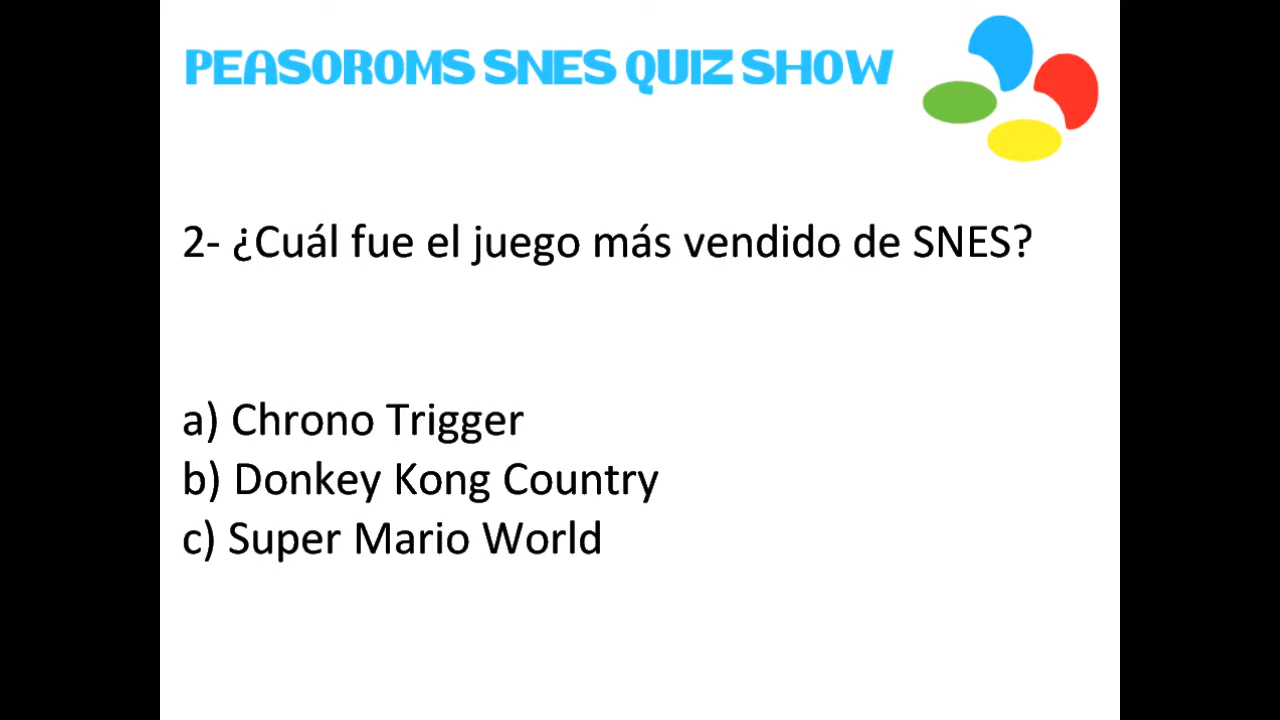 PEASOROMS SNES QUIZ SHOW
2- ¿Cuál fue el juego más vendido de SNES?
a) Chrono Trigger
b) Donkey Kong Country
c) Super Mario World